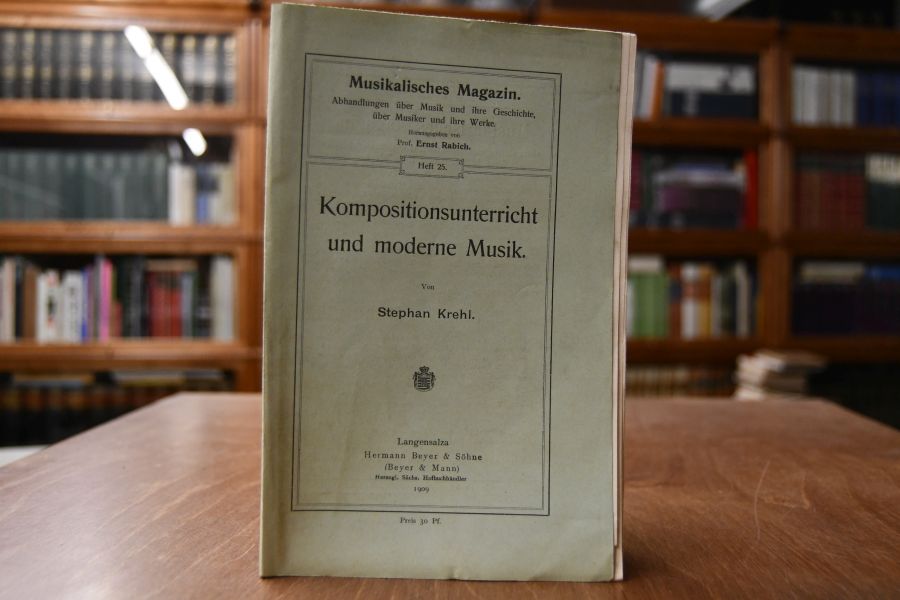 Musikalisches Magazin.
Abhandlungen über Musik und ihre Geschichte,
über Musiker und ihre Werke.
Herausgegeben von
Prof. Ernst Rabich.
Heft 25.
Kompositionsunterricht
und moderne Musik.
Von
Stephan Krehl.
Langensalza
Hermann Beyer & Söhne
(Beyer & Mann)
Herzogl. Sächs. Hofbuchhändler
1909
Preis 30 Pf.